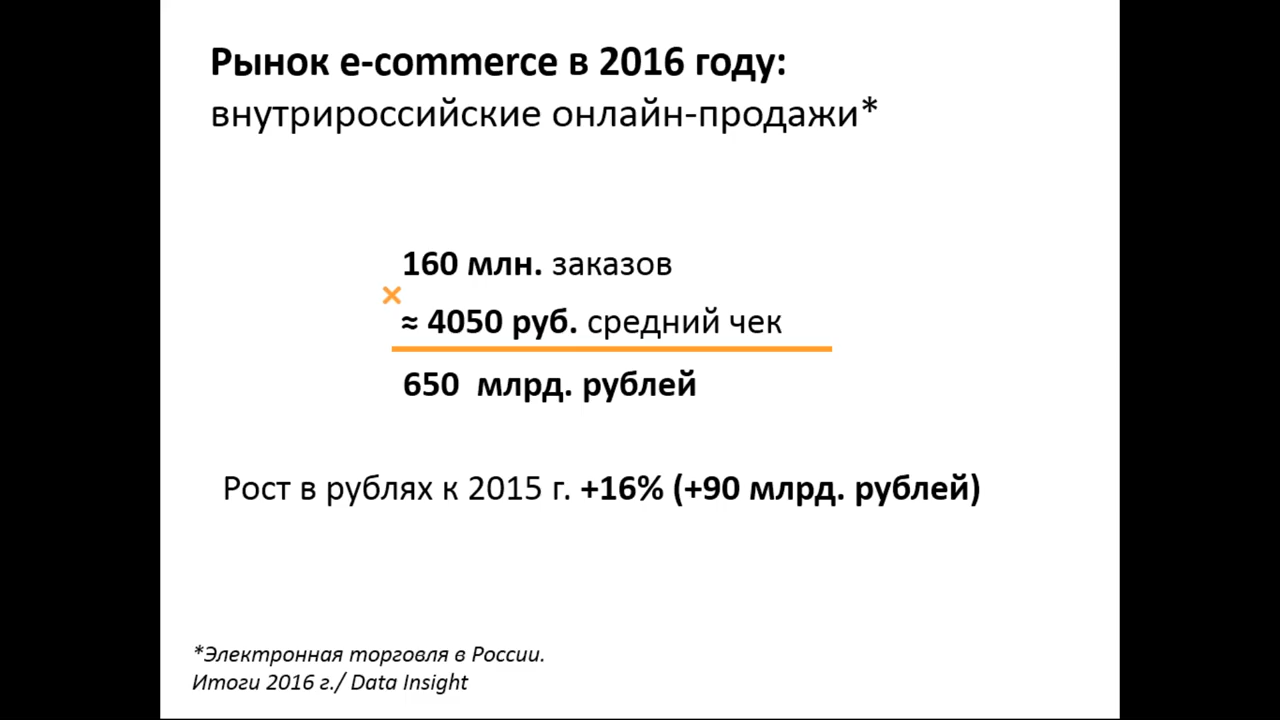 Рынок e-commerce в 2016 году:
внутрироссийские онлайн-продажи*
160 млн. заказов
×
≈ 4050 руб. средний чек
650 млрд. рублей
Рост в рублях к 2015 г. +16% (+90 млрд. рублей)
*Электронная торговля в России.
Итоги 2016 г./ Data Insight